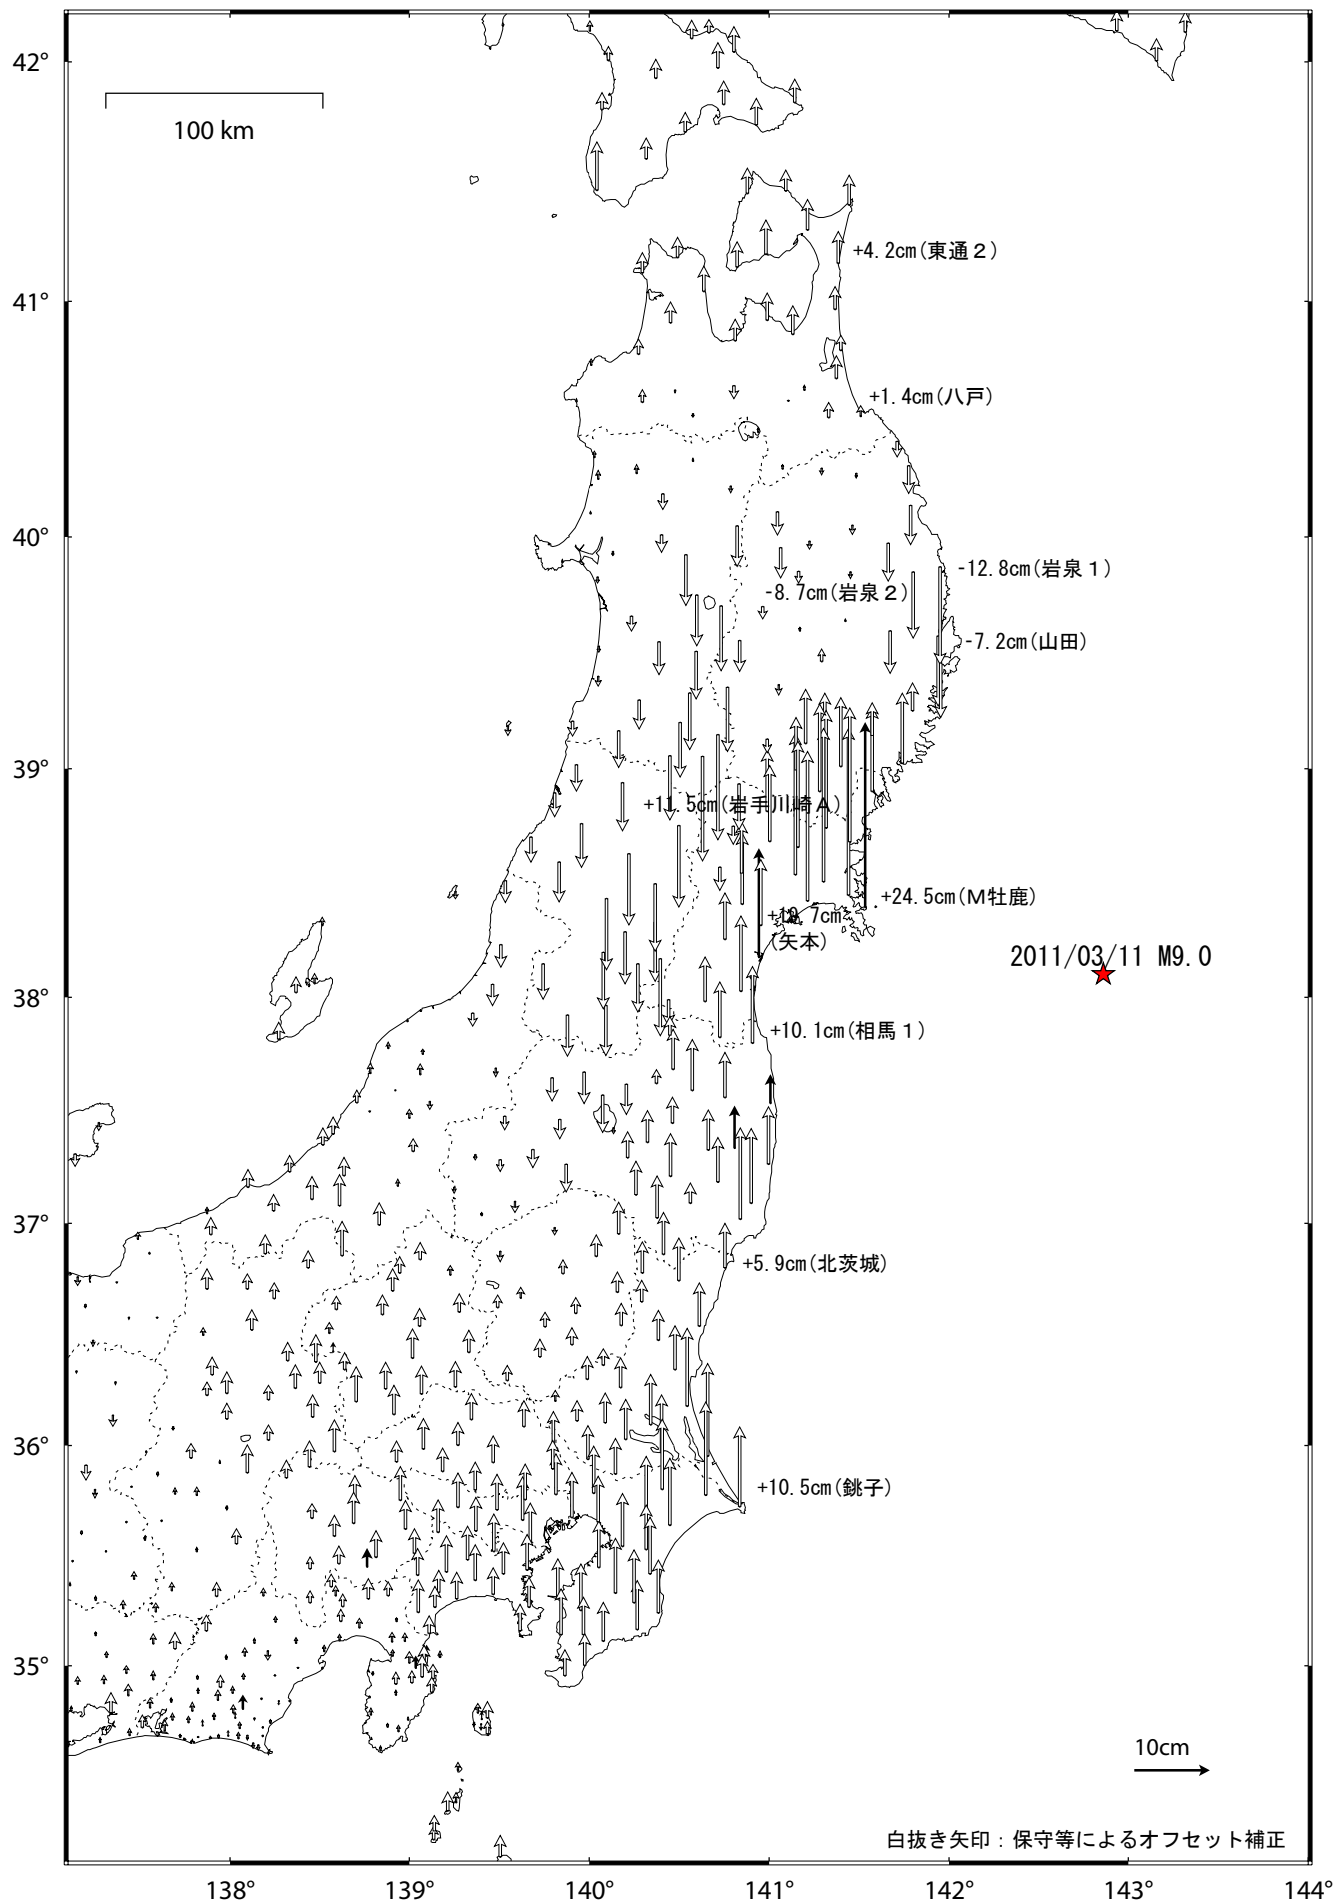 42°
100 km
+4.2cm(東通２)
41°
+1.4cm(八戸)
40°
-12.8cm(岩泉１)
-8.7cm(岩泉２)
-7.2cm(山田)
39°
+11.5cm(岩手川崎Ａ)
+24.5cm(Ｍ牡鹿)
(矢本)
2011/03/11 M9.0
38°
+10.1cm(相馬１)
37°
+5.9cm(北茨城)
36°
+10.5cm(銚子)
35°
10cm
白抜き矢印：保守等によるオフセット補正
138° 139° 140° 141° 142° 143° 144°